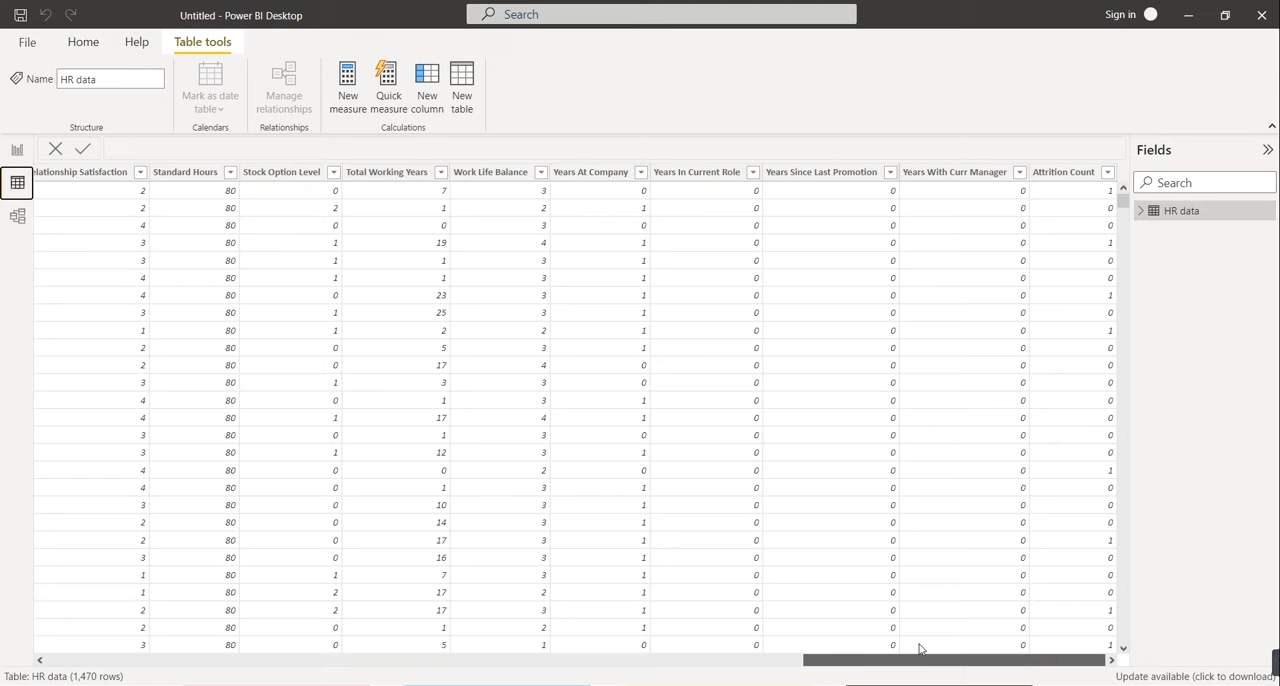 Untitled - Power BI Desktop
Search
Sign in
File Home Help Table tools
Name HR data
Mark as date table
Manage relationships
New measure
Quick measure
New column
New table
Structure Calendars Relationships Calculations
Fields
Search
HR data
elationship Satisfaction Standard Hours Stock Option Level Total Working Years Work Life Balance Years At Company Years In Current Role Years Since Last Promotion Years With Curr Manager Attrition Count
2 80 0 7 3 0 0 0 0 1
2 80 2 1 2 1 0 0 0 0
4 80 0 0 3 0 0 0 0 0
3 80 1 19 4 1 0 0 0 1
3 80 1 1 3 1 0 0 0 0
4 80 1 1 3 1 0 0 0 0
4 80 0 23 3 1 0 0 0 1
3 80 1 25 3 1 0 0 0 0
1 80 1 2 2 1 0 0 0 1
2 80 0 5 3 1 0 0 0 0
2 80 0 17 4 0 0 0 0 0
3 80 1 3 3 0 0 0 0 0
4 80 0 1 3 1 0 0 0 0
4 80 1 17 4 1 0 0 0 0
3 80 0 1 3 0 0 0 0 0
3 80 1 12 3 1 0 0 0 0
4 80 0 0 2 0 0 0 0 1
4 80 0 1 3 1 0 0 0 0
3 80 0 10 3 1 0 0 0 0
2 80 0 14 3 1 0 0 0 0
2 80 0 17 3 1 0 0 0 1
3 80 0 16 3 1 0 0 0 0
1 80 1 7 3 1 0 0 0 0
1 80 2 17 2 1 0 0 0 0
2 80 2 17 3 1 0 0 0 1
2 80 0 1 2 1 0 0 0 0
3 80 0 5 1 0 0 0 0 1
Table: HR data (1,470 rows)
Update available (click to download)